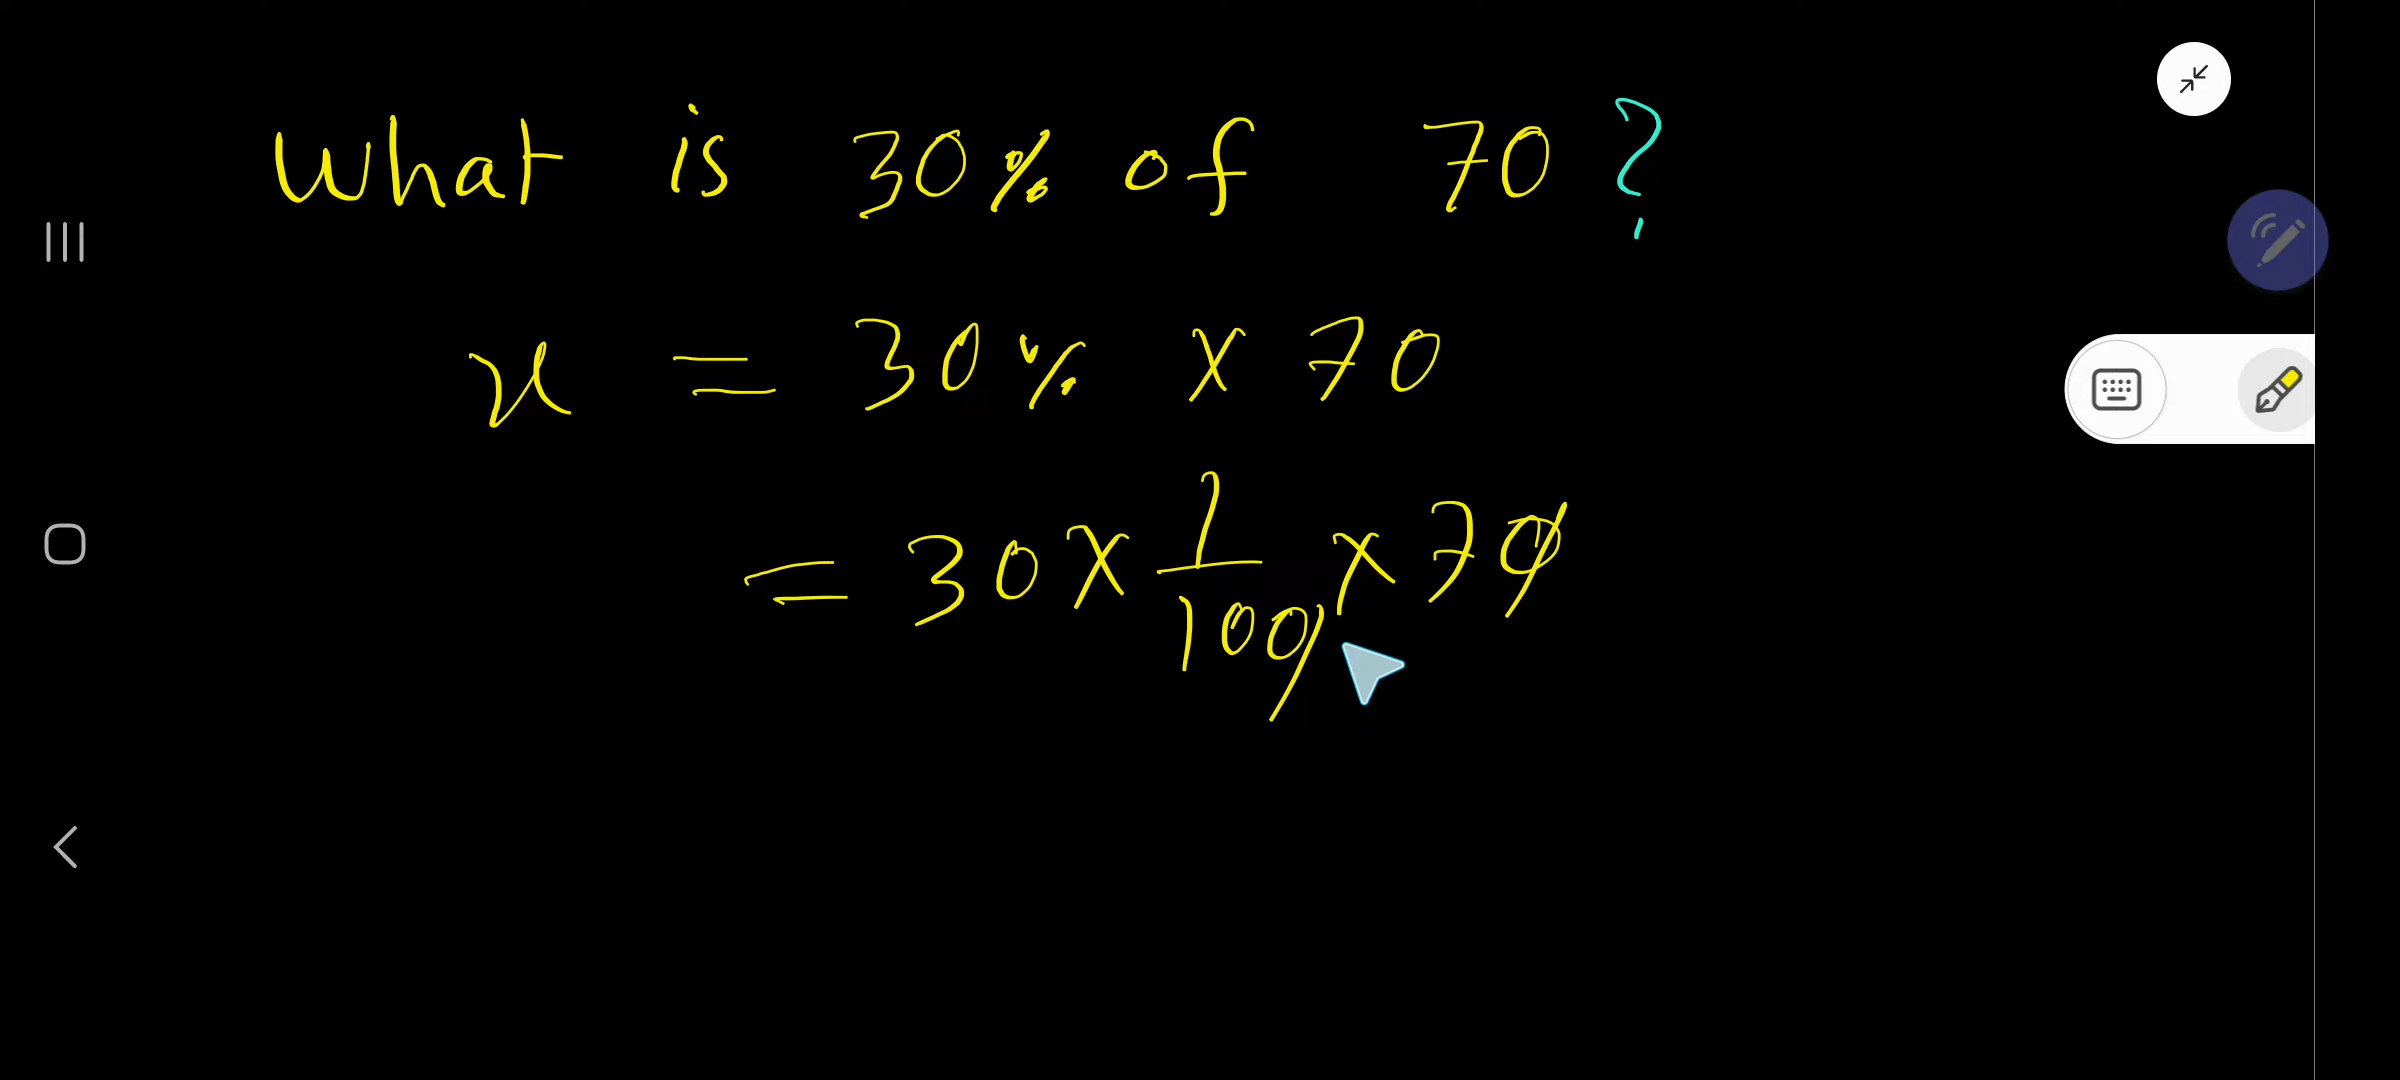 What is 30% of 70?
x = 30% × 70
= 30 × 1/100 × 70